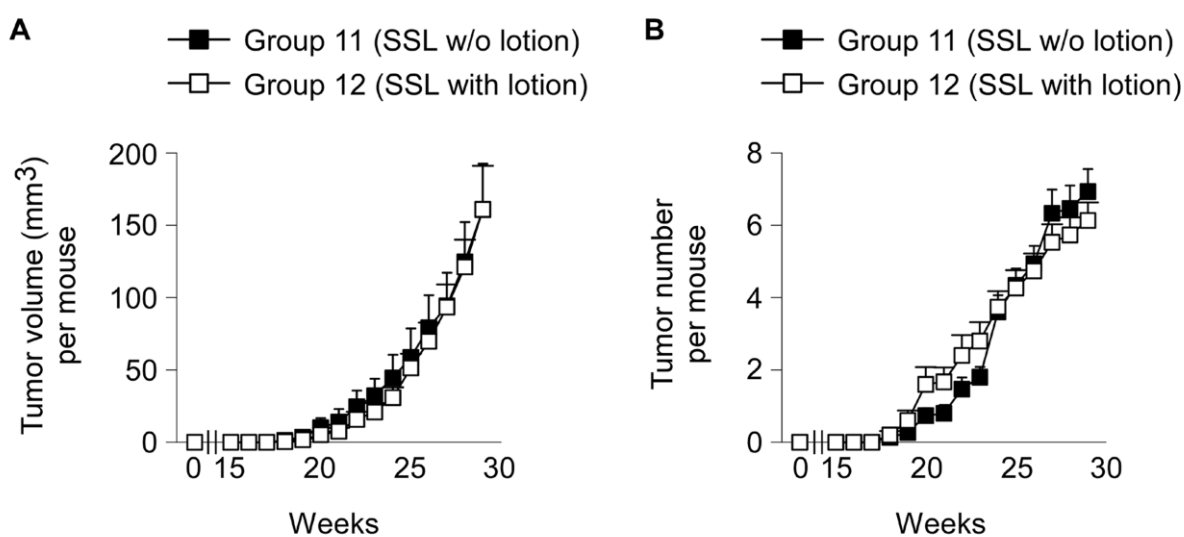 A
Group 11 (SSL w/o lotion)
Group 12 (SSL with lotion)
Tumor volume (mm3)
per mouse
200
150
100
50
0
0 15 20 25 30
Weeks
B
Group 11 (SSL w/o lotion)
Group 12 (SSL with lotion)
Tumor number
per mouse
8
6
4
2
0
0 15 20 25 30
Weeks